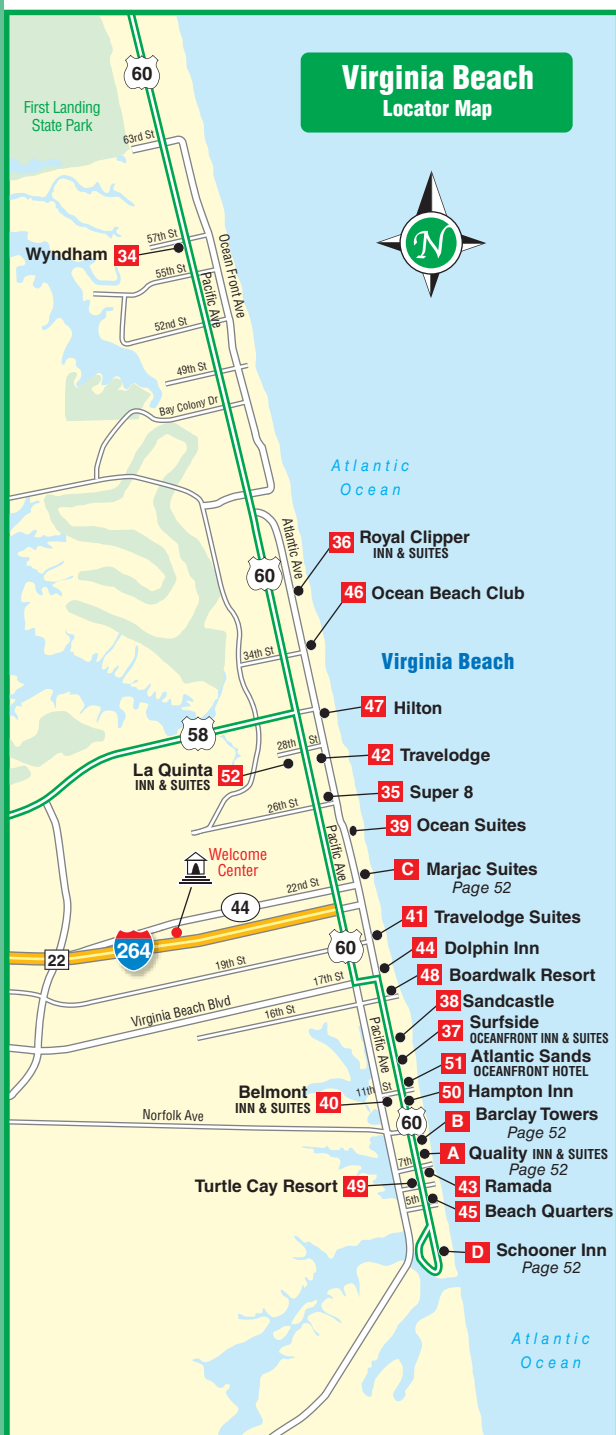 Virginia Beach
Locator Map
60
First Landing
State Park
63rd St
N
57th St
Wyndham 34
Ocean Front Ave
55th St
Pacific Ave
52nd St
49th St
Bay Colony Dr
Atlantic
Ocean
Atlantic Ave
36 Royal Clipper
INN & SUITES
60
46 Ocean Beach Club
34th St
Virginia Beach
47 Hilton
58
28th St
42 Travelodge
La Quinta 52
INN & SUITES
35 Super 8
26th St
39 Ocean Suites
Pacific Ave
Welcome
Center
C Marjac Suites
Page 52
22nd St
44
41 Travelodge Suites
264
22
60
44 Dolphin Inn
19th St
17th St
48 Boardwalk Resort
Virginia Beach Blvd
16th St
38 Sandcastle
37 Surfside
OCEANFRONT INN & SUITES
Pacific Ave
51 Atlantic Sands
OCEANFRONT HOTEL
11th St
50 Hampton Inn
Belmont 40
INN & SUITES
Norfolk Ave
60
B Barclay Towers
Page 52
A Quality INN & SUITES
Page 52
7th
Turtle Cay Resort 49
43 Ramada
5th
45 Beach Quarters
D Schooner Inn
Page 52
Atlantic
Ocean